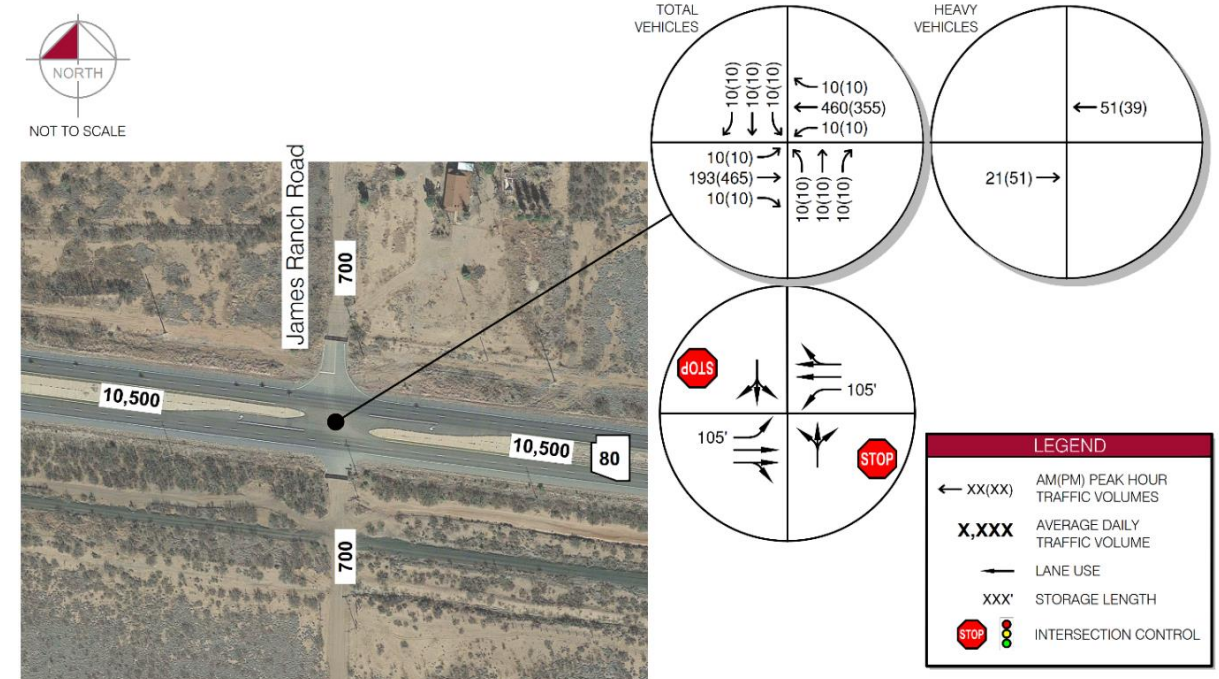 NORTH
NOT TO SCALE
James Ranch Road
700
10,500
10,500
80
700
TOTAL
VEHICLES
10(10)
10(10)
10(10)
10(10)
460(355)
10(10)
10(10)
193(465)
10(10)
10(10)
10(10)
10(10)
HEAVY
VEHICLES
51(39)
21(51)
STOP
105'
105'
STOP
LEGEND
XX(XX)
AM(PM) PEAK HOUR
TRAFFIC VOLUMES
X,XXX
AVERAGE DAILY
TRAFFIC VOLUME
LANE USE
XXX'
STORAGE LENGTH
STOP
INTERSECTION CONTROL